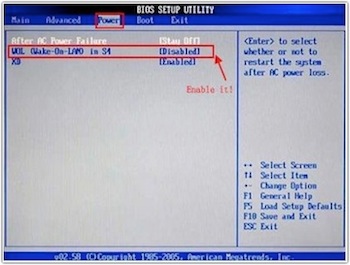 BIOS SETUP UTILITY
Main Advanced Power Boot Exit
After AC Power Failure [Stay Off]
WOL (Wake-On-LAN) in S4 [Disabled]
XD [Enabled]
Enable it!
<Enter> to select
whether or not to
restart the system
after AC power loss.
↔ Select Screen
↑↓ Select Item
+- Change Option
F1 General Help
F5 Load Setup Defaults
F10 Save and Exit
ESC Exit
v02.58 (C)Copyright 1985-2005, American Megatrends, Inc.